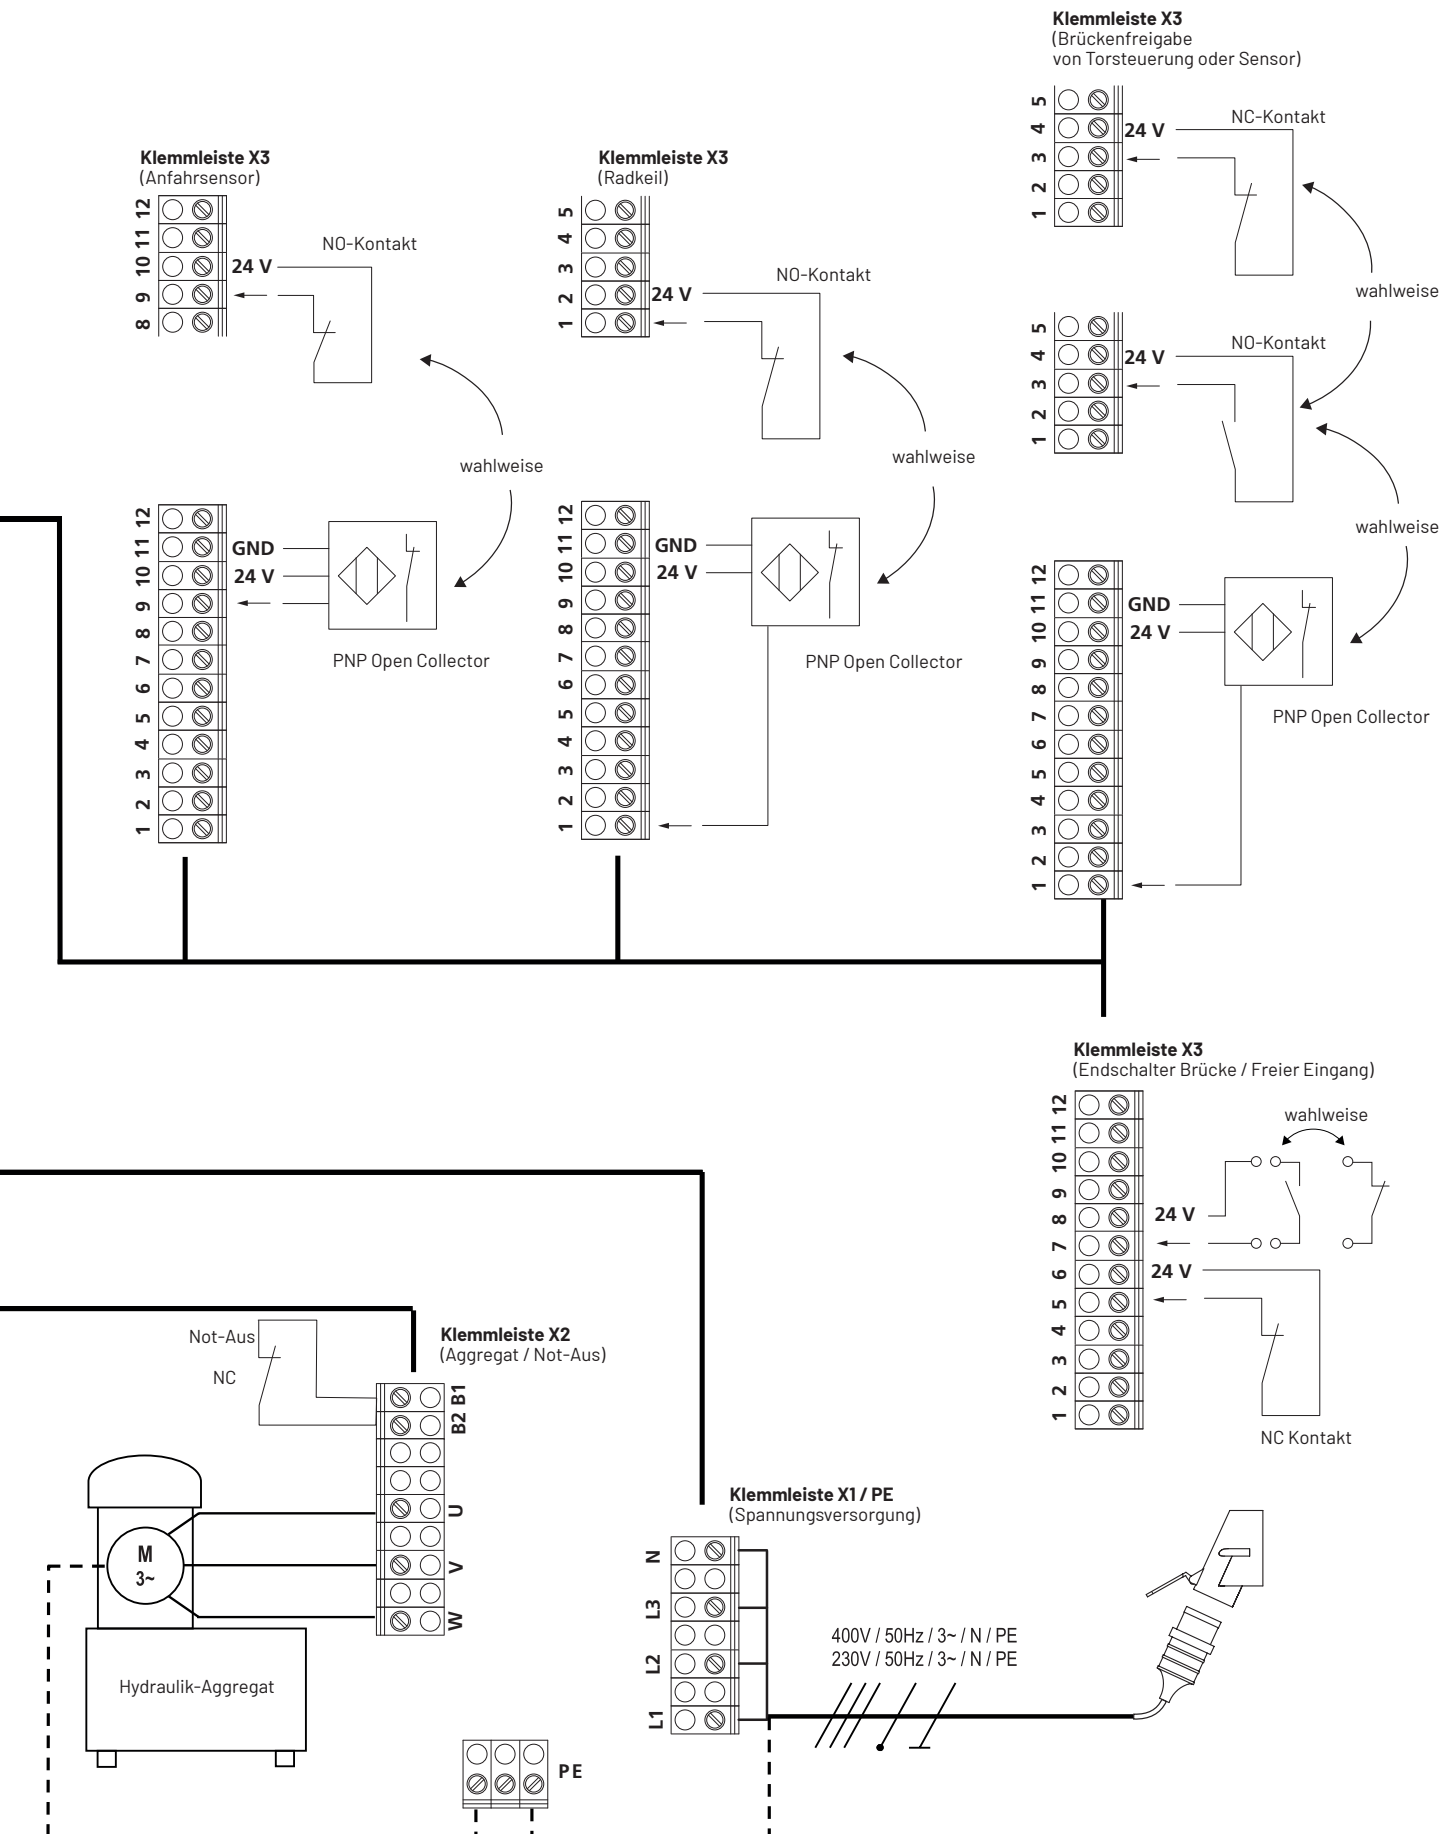 Klemmleiste X3
(Brückenfreigabe
von Torsteuerung oder Sensor)
5
4
3
2
1
24 V
NC-Kontakt
wahlweise
5
4
3
2
1
24 V
NO-Kontakt
wahlweise
12
11
10
9
8
7
6
5
4
3
2
1
GND
24 V
PNP Open Collector
Klemmleiste X3
(Anfahrsensor)
12
11
10
9
8
24 V
NO-Kontakt
wahlweise
12
11
10
9
8
7
6
5
4
3
2
1
GND
24 V
PNP Open Collector
Klemmleiste X3
(Radkeil)
5
4
3
2
1
24 V
NO-Kontakt
wahlweise
12
11
10
9
8
7
6
5
4
3
2
1
GND
24 V
PNP Open Collector
Klemmleiste X3
(Endschalter Brücke / Freier Eingang)
12
11
10
9
8
7
6
5
4
3
2
1
wahlweise
24 V
24 V
NC Kontakt
Not-Aus
NC
Klemmleiste X2
(Aggregat / Not-Aus)
B1
B2
U
V
W
M
3~
Hydraulik-Aggregat
PE
Klemmleiste X1 / PE
(Spannungsversorgung)
N
L3
L2
L1
400V / 50Hz / 3~ / N / PE
230V / 50Hz / 3~ / N / PE